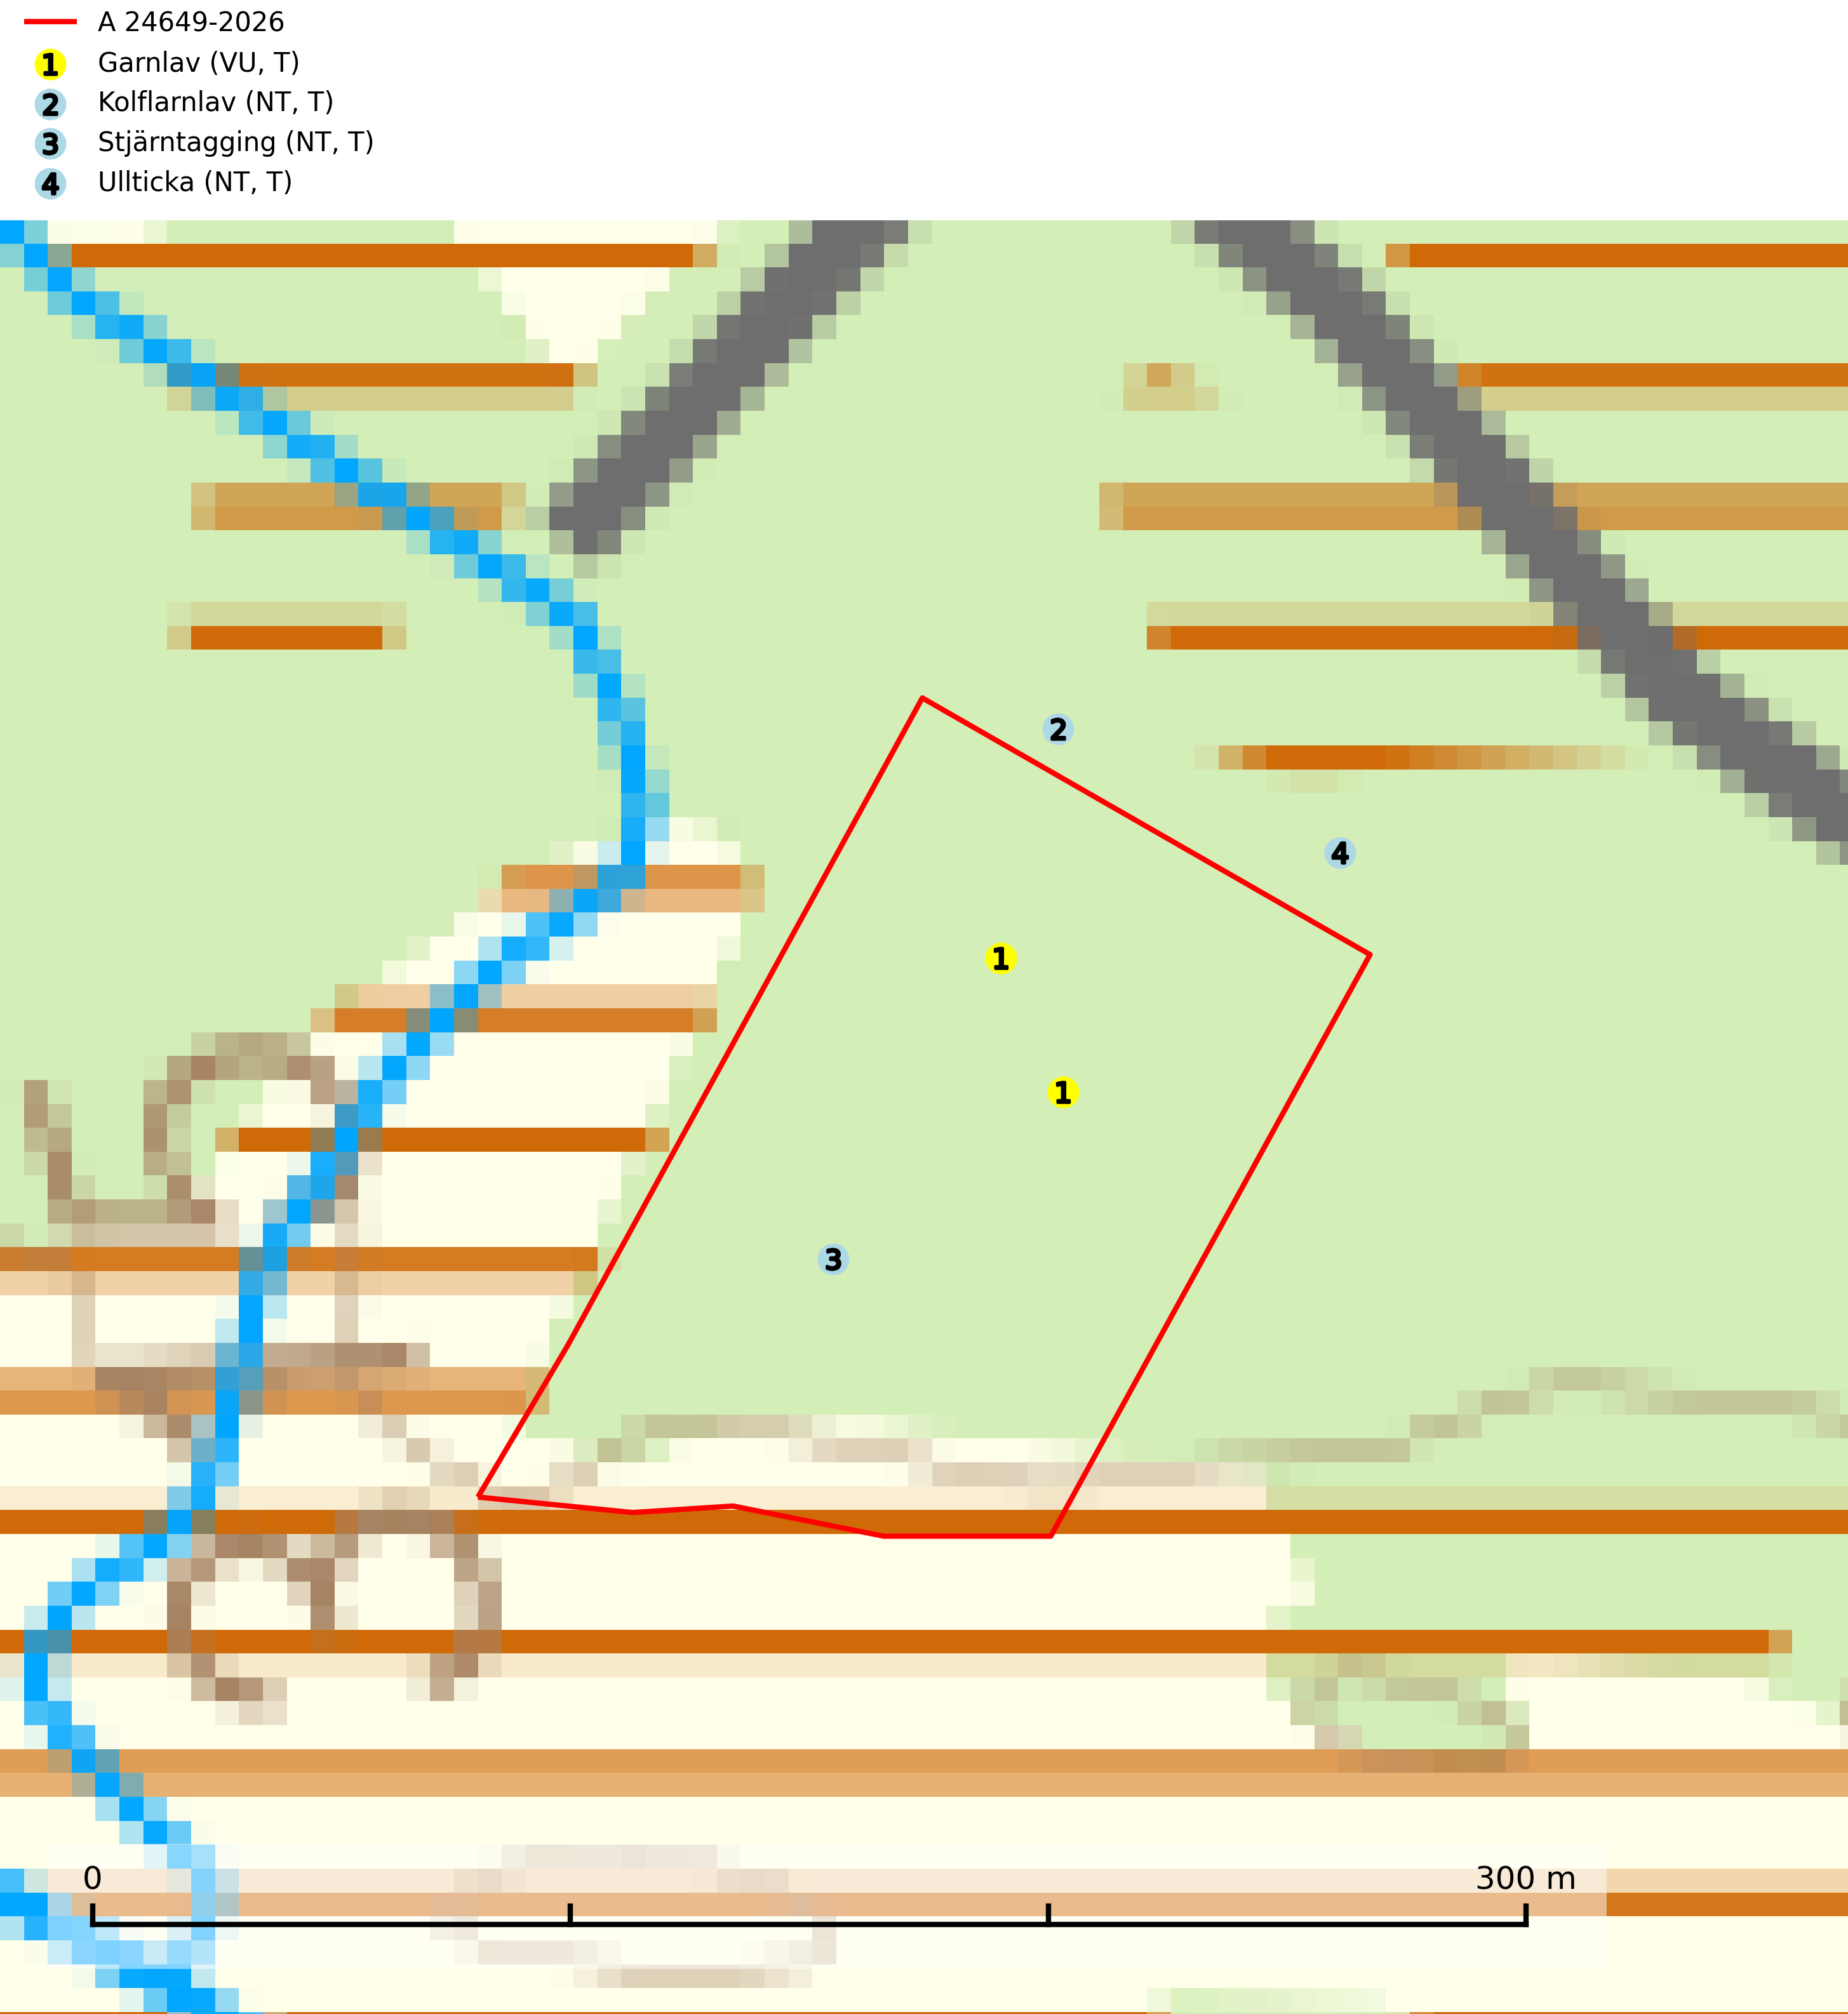 A 24649-2026
1 Garnlav (VU, T)
2 Kolflarnlav (NT, T)
3 Stjärntagging (NT, T)
4 Ullticka (NT, T)
2
4
1
1
3
0 300 m